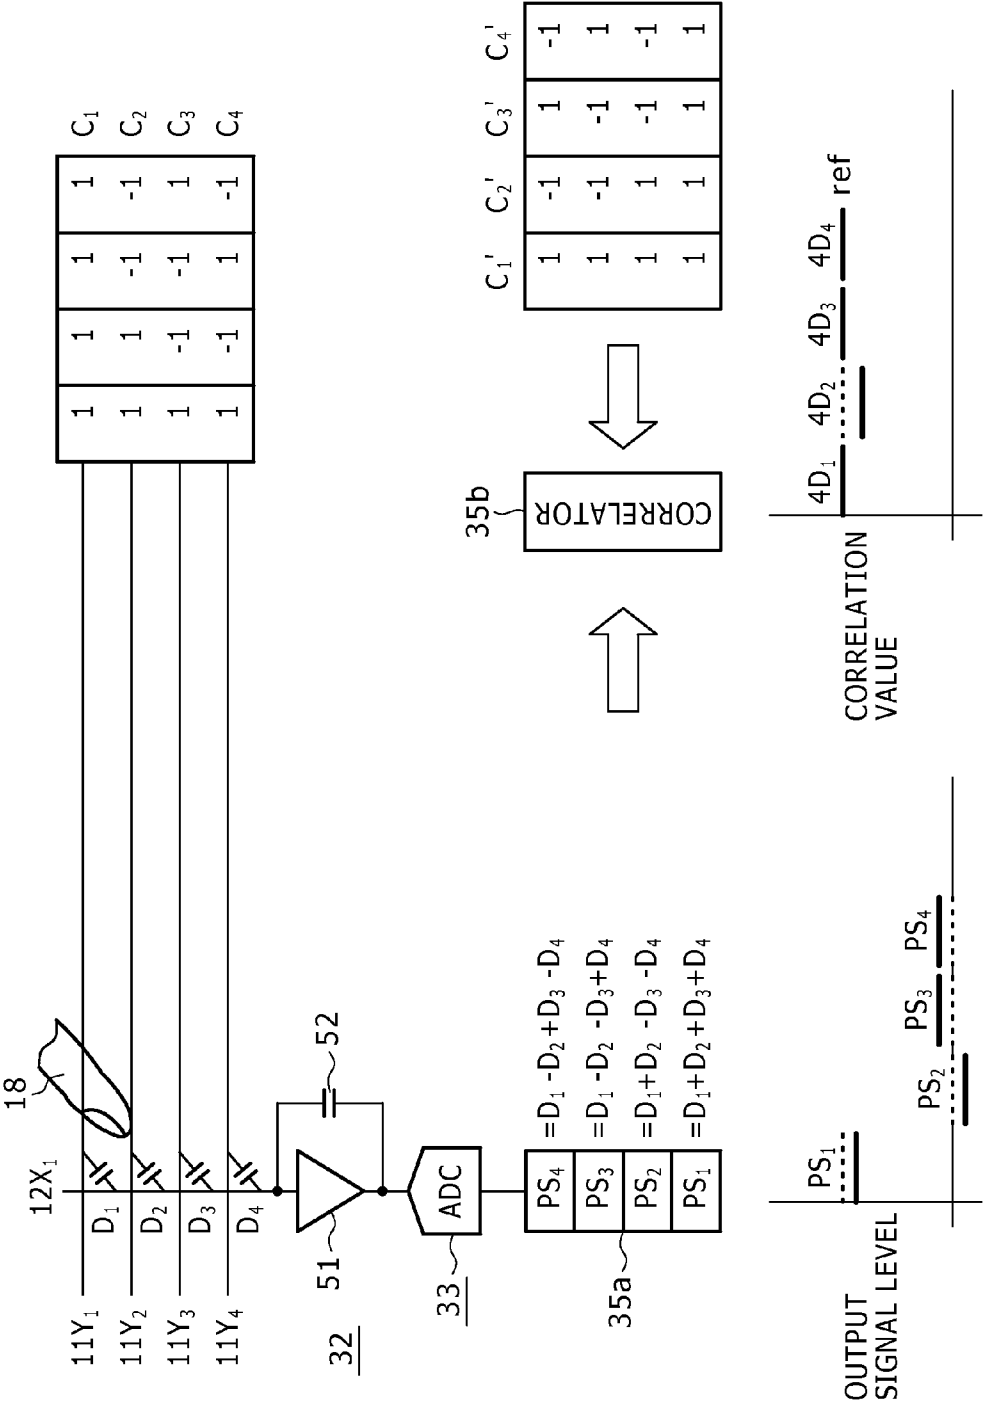 18
12X₁
11Y₁ 1 1 1 1 C₁
D₁
11Y₂ 1 1 -1 -1 C₂
D₂
11Y₃ 1 -1 -1 1 C₃
D₃
11Y₄ 1 -1 1 -1 C₄
D₄
51
52
32
ADC
33
35b
C₁' C₂' C₃' C₄'
PS₄ =D₁-D₂+D₃-D₄
1 -1 1 -1
PS₃ =D₁-D₂-D₃+D₄
1 -1 -1 1
PS₂ =D₁+D₂-D₃-D₄
1 1 -1 -1
PS₁ =D₁+D₂+D₃+D₄
1 1 1 1
CORRELATOR
35a
OUTPUT
SIGNAL LEVEL
PS₁
PS₂
PS₃
PS₄
CORRELATION
VALUE
4D₁ 4D₂ 4D₃ 4D₄
ref